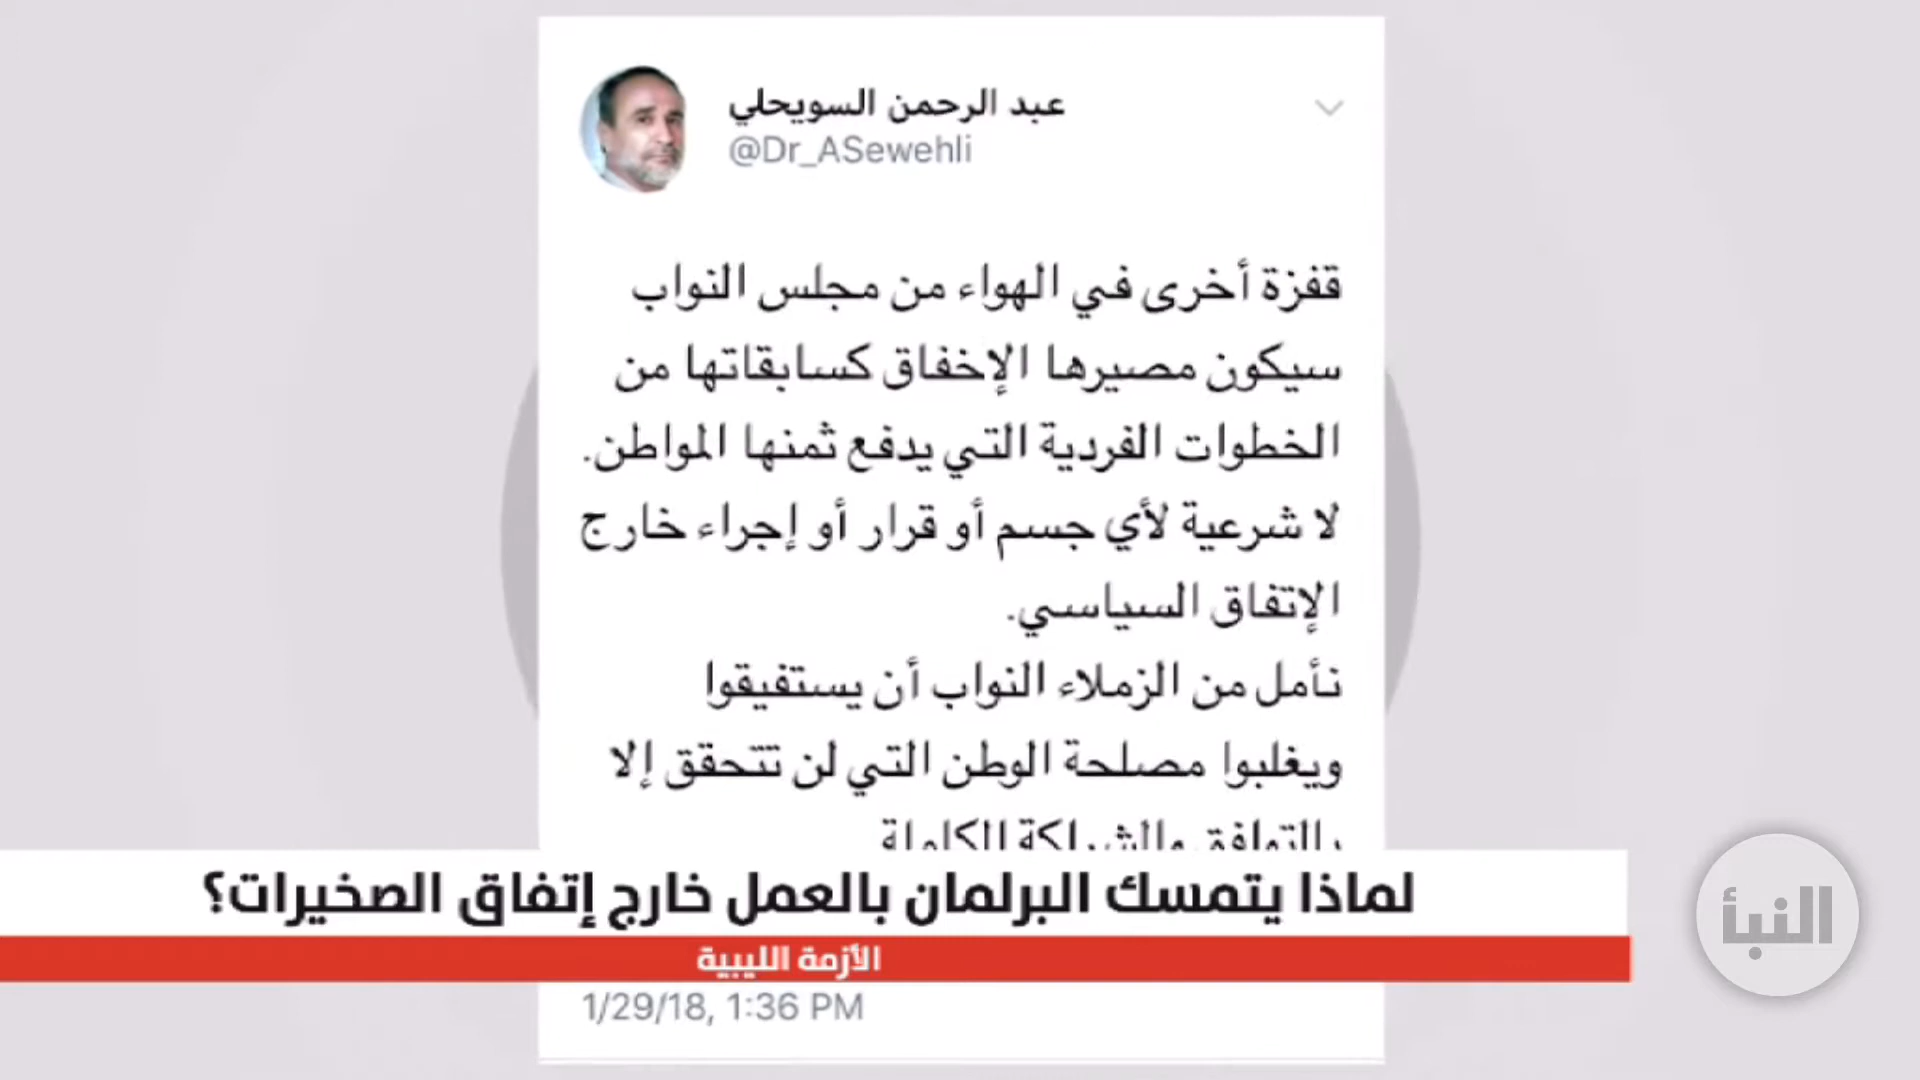 عبد الرحمن السويحلي
@Dr_ASewehli
قفزة أخرى في الهواء من مجلس النواب
سيكون مصيرها الإخفاق كسابقاتها من
الخطوات الفردية التي يدفع ثمنها المواطن.
لا شرعية لأي جسم أو قرار أو إجراء خارج
الإتفاق السياسي.
نأمل من الزملاء النواب أن يستفيقوا
ويغلبوا مصلحة الوطن التي لن تتحقق إلا
بالتوافق والشراكة الكاملة
لماذا يتمسك البرلمان بالعمل خارج إتفاق الصخيرات؟
الأزمة الليبية
1/29/18, 1:36 PM
النبأ